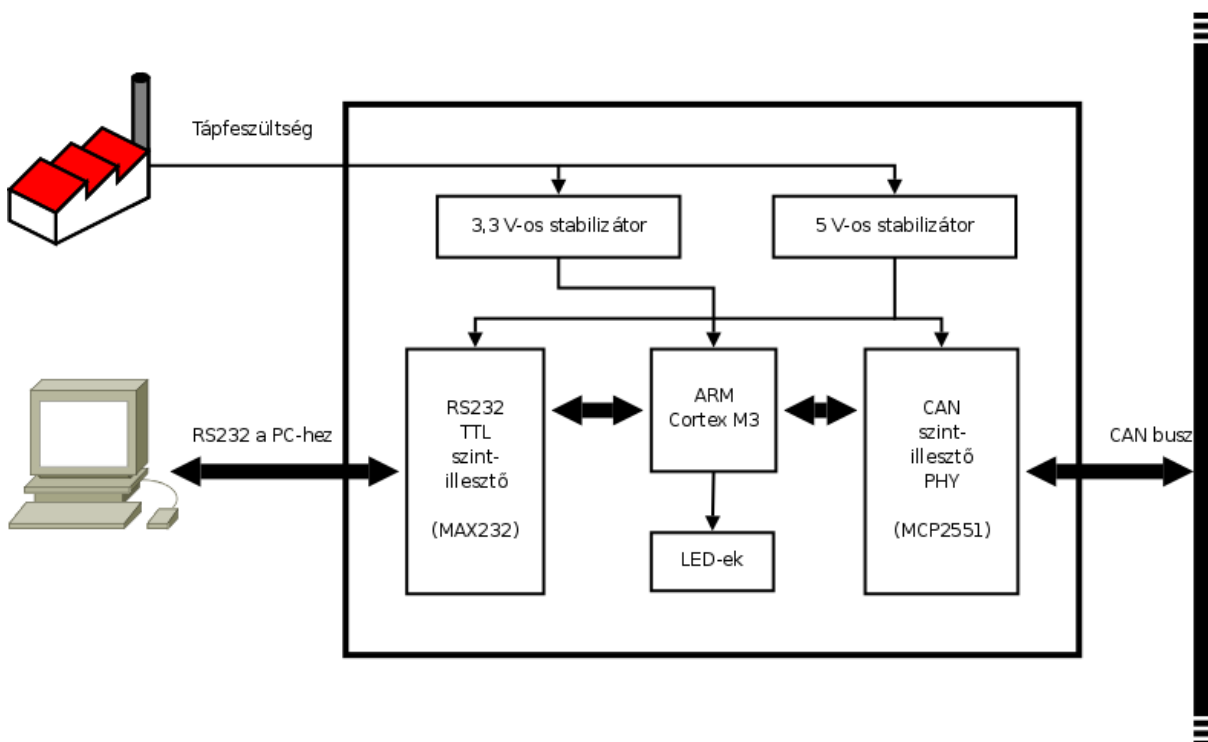 Tápfeszültség
3,3 V-os stabilizátor
5 V-os stabilizátor
RS232 a PC-hez
RS232
TTL
szint-
illesztő
(MAX232)
ARM
Cortex M3
LED-ek
CAN
szint-
illesztő
PHY
(MCP2551)
CAN busz